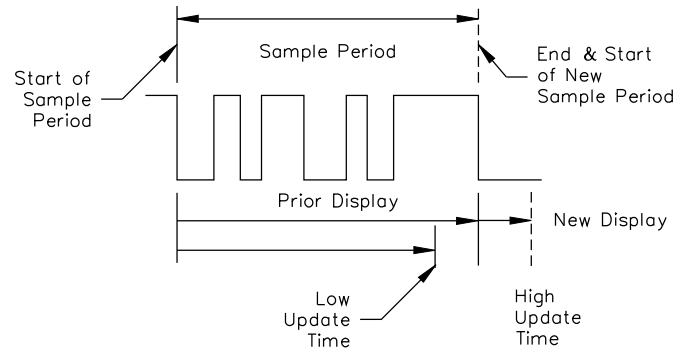 Sample Period
Start of
Sample
Period
End & Start
of New
Sample Period
Prior Display
New Display
Low
Update
Time
High
Update
Time